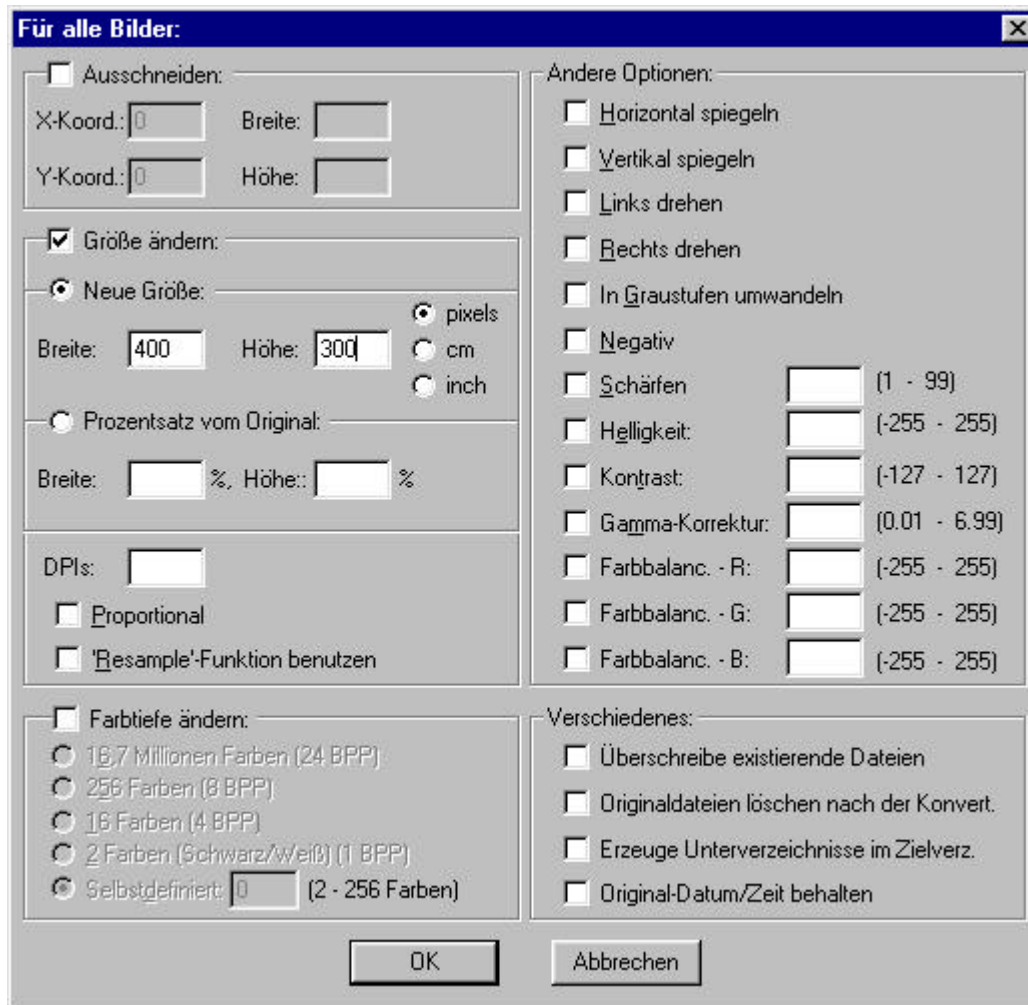 Für alle Bilder:
Ausschneiden:
X-Koord.: 0 Breite:
Y-Koord.: 0 Höhe:
Größe ändern:
Neue Größe:
Breite: 400 Höhe: 300
pixels
cm
inch
Prozentsatz vom Original:
Breite: %, Höhe:: %
DPIs:
Proportional
'Resample'-Funktion benutzen
Farbtiefe ändern:
16,7 Millionen Farben (24 BPP)
256 Farben (8 BPP)
16 Farben (4 BPP)
2 Farben (Schwarz/Weiß) (1 BPP)
Selbstdefiniert: 0 (2 - 256 Farben)
Andere Optionen:
Horizontal spiegeln
Vertikal spiegeln
Links drehen
Rechts drehen
In Graustufen umwandeln
Negativ
Schärfen (1 - 99)
Helligkeit: (-255 - 255)
Kontrast: (-127 - 127)
Gamma-Korrektur: (0.01 - 6.99)
Farbbalanc. - R: (-255 - 255)
Farbbalanc. - G: (-255 - 255)
Farbbalanc. - B: (-255 - 255)
Verschiedenes:
Überschreibe existierende Dateien
Originaldateien löschen nach der Konvert.
Erzeuge Unterverzeichnisse im Zielverz.
Original-Datum/Zeit behalten
OK
Abbrechen